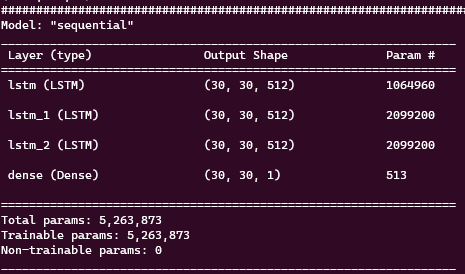 ################################################################
Model: "sequential"
_________________________________________________________________
Layer (type) Output Shape Param #
=================================================================
lstm (LSTM) (30, 30, 512) 1064960
lstm_1 (LSTM) (30, 30, 512) 2099200
lstm_2 (LSTM) (30, 30, 512) 2099200
dense (Dense) (30, 30, 1) 513
=================================================================
Total params: 5,263,873
Trainable params: 5,263,873
Non-trainable params: 0
_________________________________________________________________